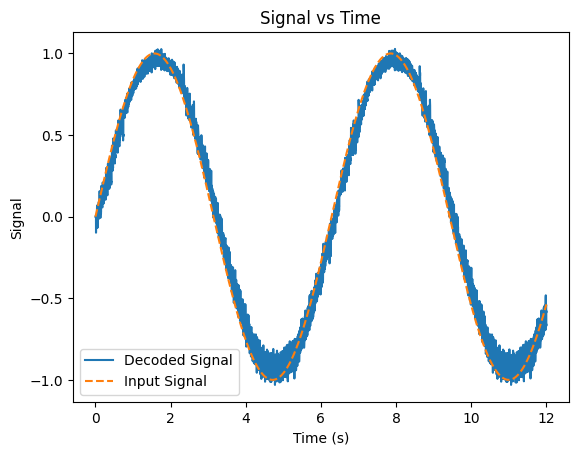 Signal vs Time
1.0
0.5
0.0
−0.5
−1.0
Signal
Decoded Signal
Input Signal
0 2 4 6 8 10 12
Time (s)